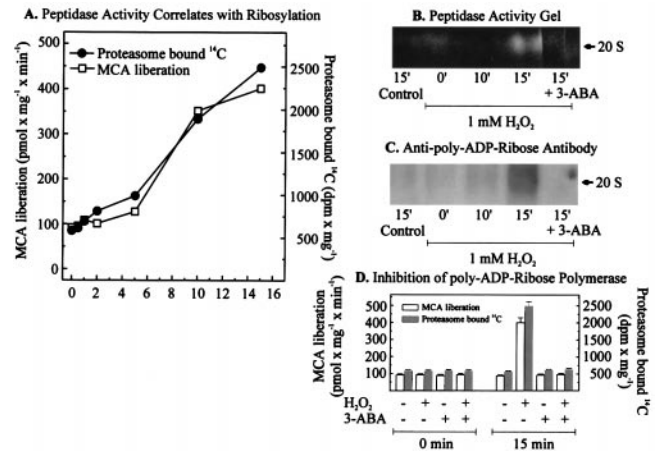 A. Peptidase Activity Correlates with Ribosylation
MCA liberation (pmol x mg⁻¹ x min⁻¹)
500
400
300
200
100
0
Proteasome bound ¹⁴C
MCA liberation
2500
2000
1500
1000
500
Proteasome bound ¹⁴C (dpm x mg⁻¹)
0 2 4 6 8 10 12 14 16
B. Peptidase Activity Gel
20 S
15' 0' 10' 15' 15'
Control + 3-ABA
1 mM H₂O₂
C. Anti-poly-ADP-Ribose Antibody
20 S
15' 0' 10' 15' 15'
Control + 3-ABA
1 mM H₂O₂
D. Inhibition of poly-ADP-Ribose Polymerase
MCA liberation
(pmol x mg⁻¹ x min⁻¹)
500
400
300
200
100
MCA liberation
Proteasome bound ¹⁴C
2500
2000
1500
1000
500
Proteasome bound ¹⁴C
(dpm x mg⁻¹)
H₂O₂ - + - + - + - +
3-ABA - - + + - - + +
0 min 15 min